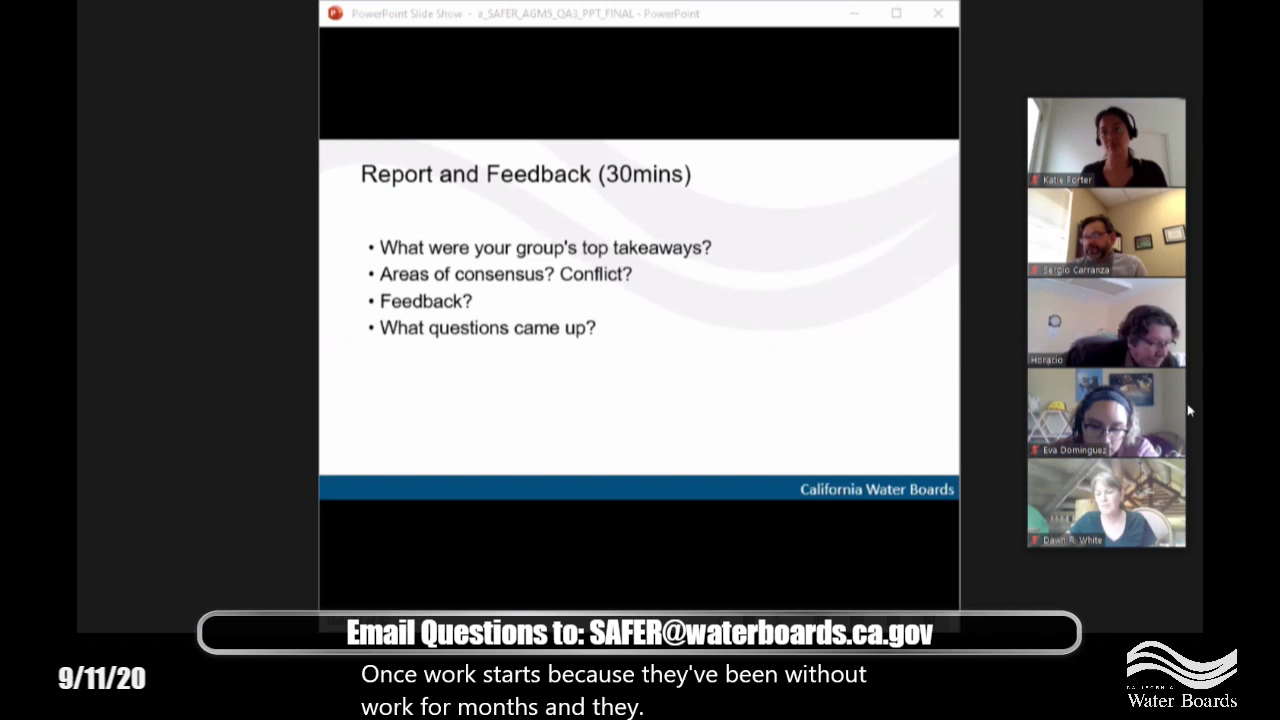 PowerPoint Slide Show - a_SAFER_AGM5_QA3_PPT_FINAL - PowerPoint
Report and Feedback (30mins)
• What were your group's top takeaways?
• Areas of consensus? Conflict?
• Feedback?
• What questions came up?
California Water Boards
Katie Porter
Sergio Carranza
Horacio
Eva Dominguez
Dawn R. White
Email Questions to: SAFER@waterboards.ca.gov
9/11/20
Once work starts because they've been without
work for months and they.
CALIFORNIA
Water Boards